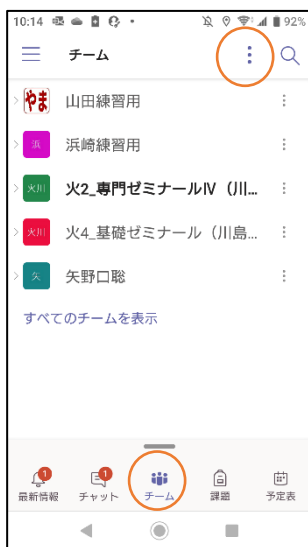 10:14 92%
チーム
やま 山田練習用
浜 浜崎練習用
火川 火2_専門ゼミナールⅣ（川...
火川 火4_基礎ゼミナール（川島...
矢 矢野口聡
すべてのチームを表示
1 1
最新情報 チャット チーム 課題 予定表